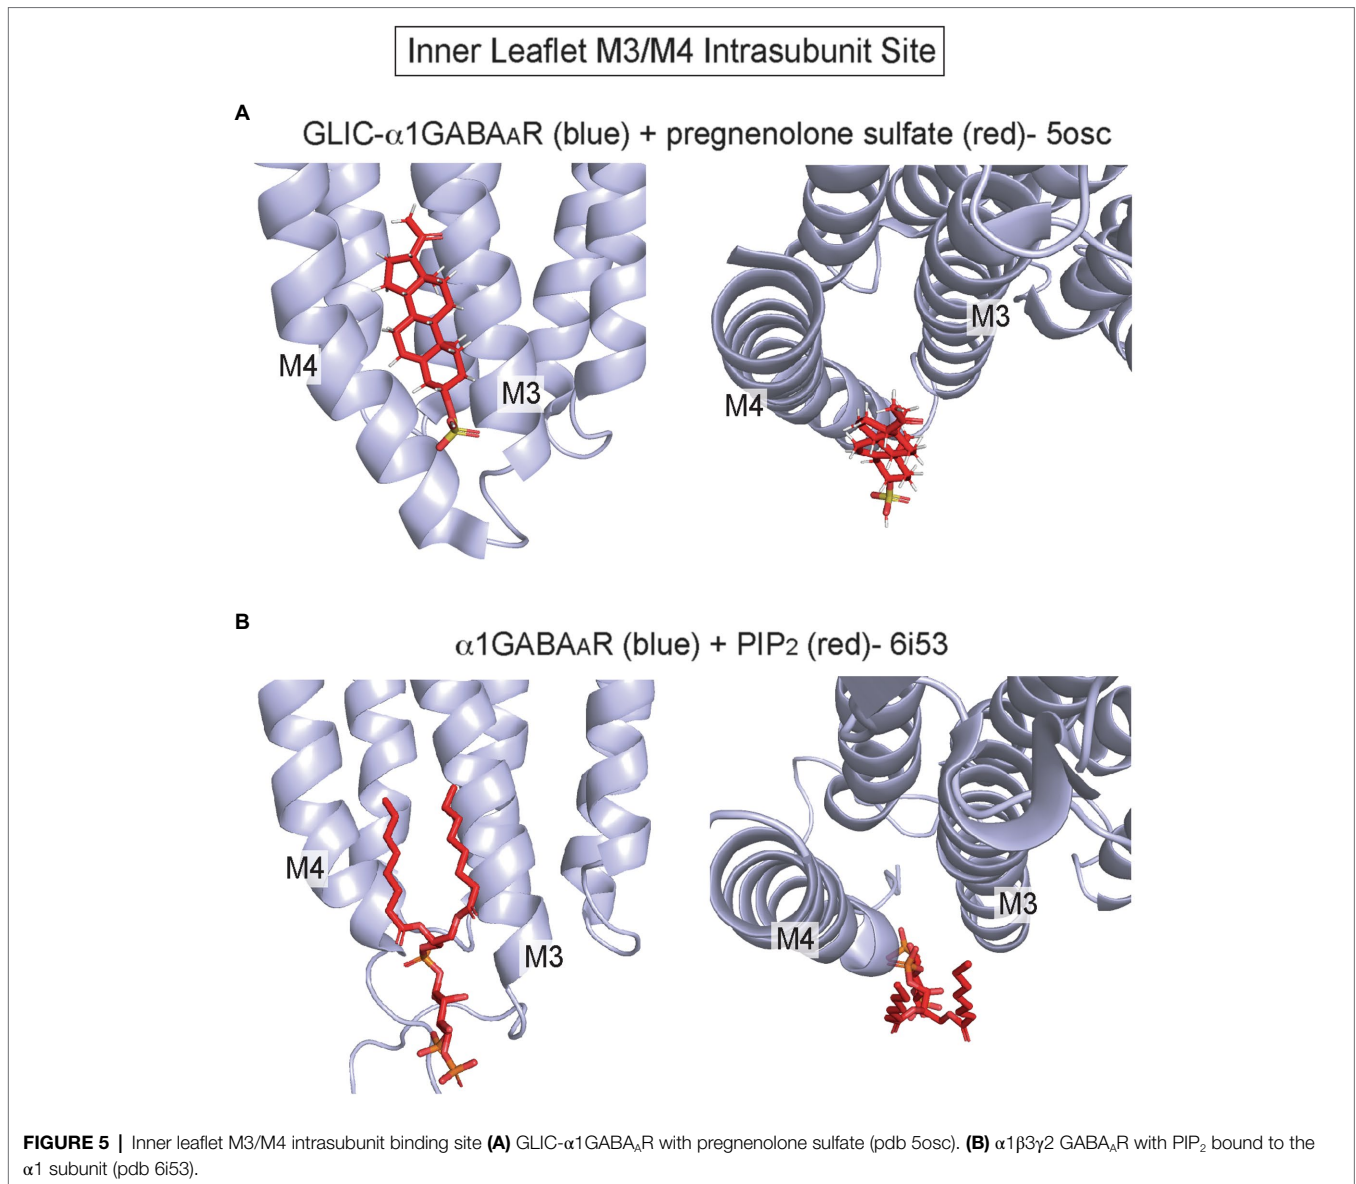 Inner Leaflet M3/M4 Intrasubunit Site
A
GLIC-α1GABAAR (blue) + pregnenolone sulfate (red)- 5osc
M4
M3
M3
M4
B
α1GABAAR (blue) + PIP2 (red)- 6i53
M4
M3
M3
M4
FIGURE 5 | Inner leaflet M3/M4 intrasubunit binding site (A) GLIC-α1GABAAR with pregnenolone sulfate (pdb 5osc). (B) α1β3γ2 GABAAR with PIP2 bound to the
α1 subunit (pdb 6i53).